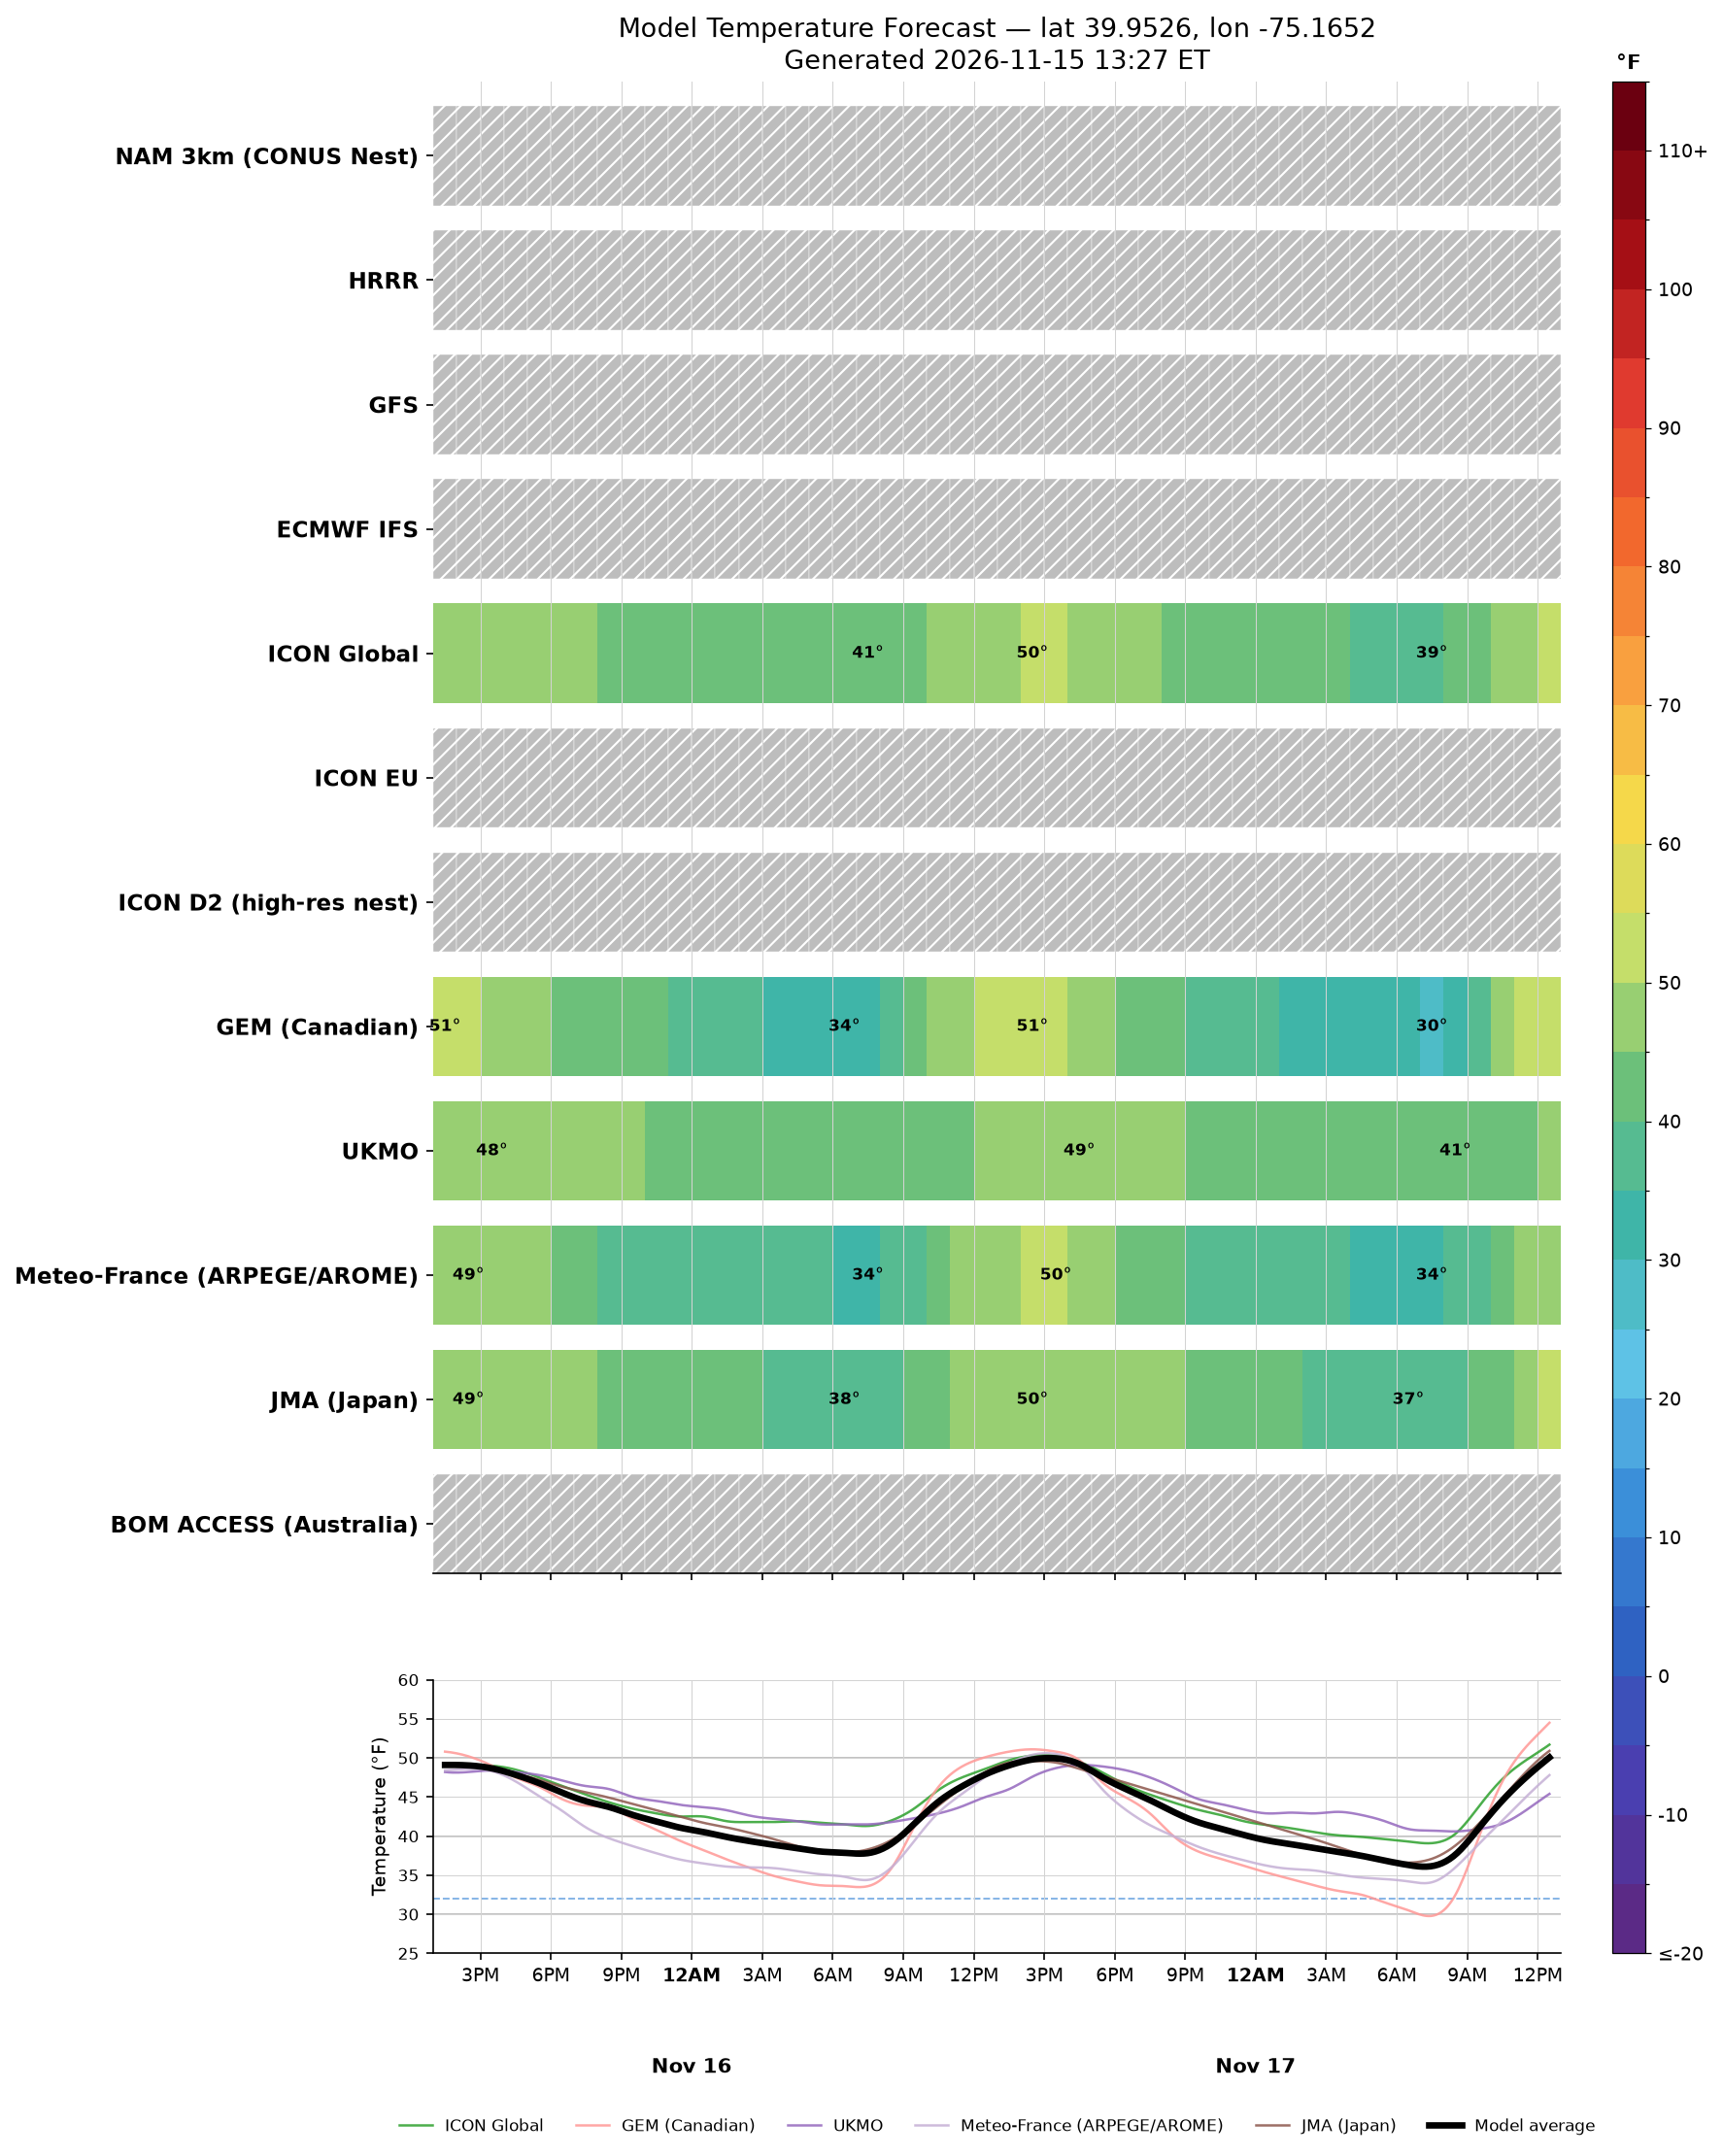 Model Temperature Forecast — lat 39.9526, lon -75.1652
Generated 2026-11-15 13:27 ET
°F
NAM 3km (CONUS Nest)
HRRR
GFS
ECMWF IFS
ICON Global
41°
50°
39°
ICON EU
ICON D2 (high-res nest)
GEM (Canadian)
51°
34°
51°
30°
UKMO
48°
49°
41°
Meteo-France (ARPEGE/AROME)
49°
34°
50°
34°
JMA (Japan)
49°
38°
50°
37°
BOM ACCESS (Australia)
110+
100
90
80
70
60
50
40
30
20
10
0
-10
≤-20
Temperature (°F)
60
55
50
45
40
35
30
25
3PM 6PM 9PM 12AM 3AM 6AM 9AM 12PM 3PM 6PM 9PM 12AM 3AM 6AM 9AM 12PM
Nov 16 Nov 17
ICON Global GEM (Canadian) UKMO Meteo-France (ARPEGE/AROME) JMA (Japan) Model average